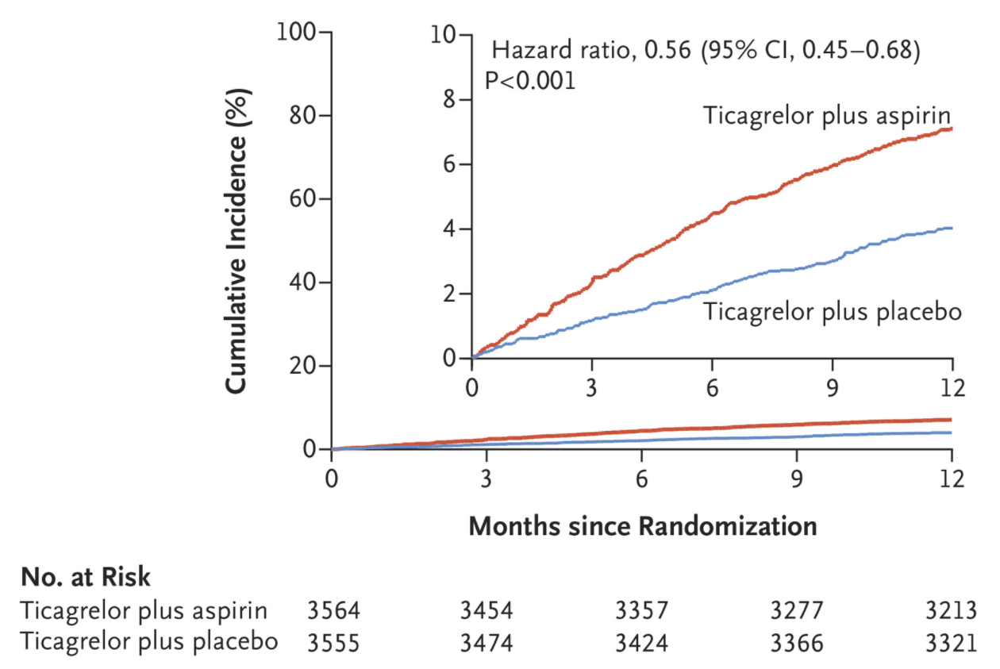 Cumulative Incidence (%)
100
80
60
40
20
0
10
8
6
4
2
0
Hazard ratio, 0.56 (95% CI, 0.45–0.68)
P<0.001
Ticagrelor plus aspirin
Ticagrelor plus placebo
0 3 6 9 12
0 3 6 9 12
Months since Randomization
No. at Risk
Ticagrelor plus aspirin 3564 3454 3357 3277 3213
Ticagrelor plus placebo 3555 3474 3424 3366 3321